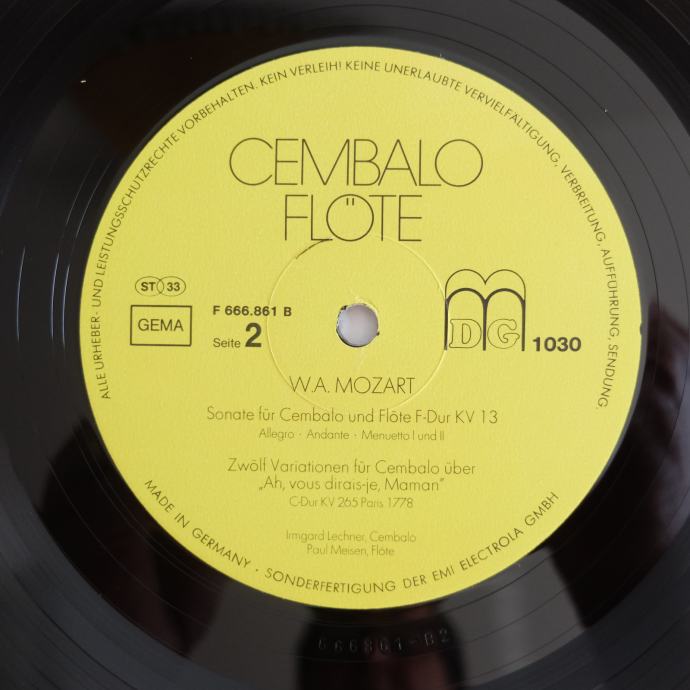 ALLE URHEBER- UND LEISTUNGSSCHUTZRECHTE VORBEHALTEN. KEIN VERLEIH! KEINE UNERLAUBTE VERVIELFÄLTIGUNG, VERBREITUNG, AUFFÜHRUNG, SENDUNG.
CEMBALO
FLÖTE
ST 33
GEMA
F 666.861 B
Seite 2
MDG 1030
W.A. MOZART
Sonate für Cembalo und Flöte F-Dur KV 13
Allegro · Andante · Menuetto I und II
Zwölf Variationen für Cembalo über
„Ah, vous dirais-je, Maman"
C-Dur KV 265 Paris 1778
Irmgard Lechner, Cembalo
Paul Meisen, Flöte
MADE IN GERMANY · SONDERFERTIGUNG DER EMI ELECTROLA GMBH
666861-B2